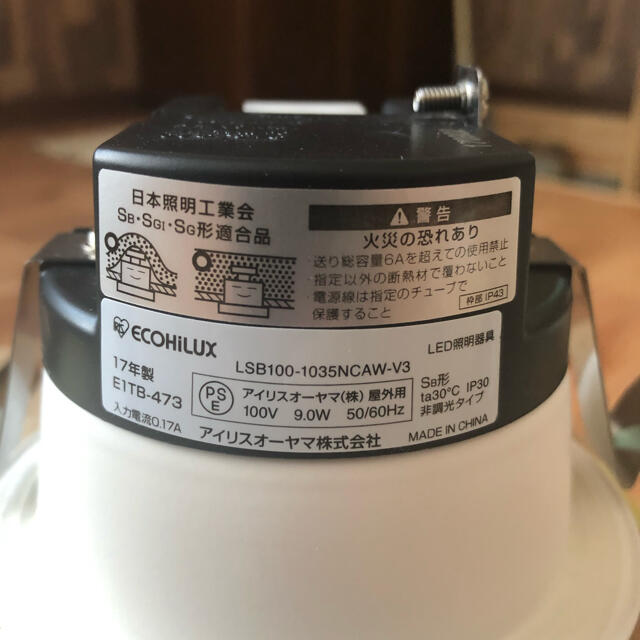 日本照明工業会
SB・SGI・SG形適合品
警告
火災の恐れあり
・送り総容量6Aを超えての使用禁止
・指定以外の断熱材で覆わないこと
・電源線は指定のチューブで
保護すること
枠部 IP43
ECOHiLUX
LSB100-1035NCAW-V3
LED照明器具
17年製
E1TB-473
入力電流0.17A
PSE
アイリスオーヤマ(株) 屋外用
100V 9.0W 50/60Hz
SB形
ta30℃ IP30
非調光タイプ
アイリスオーヤマ株式会社
MADE IN CHINA